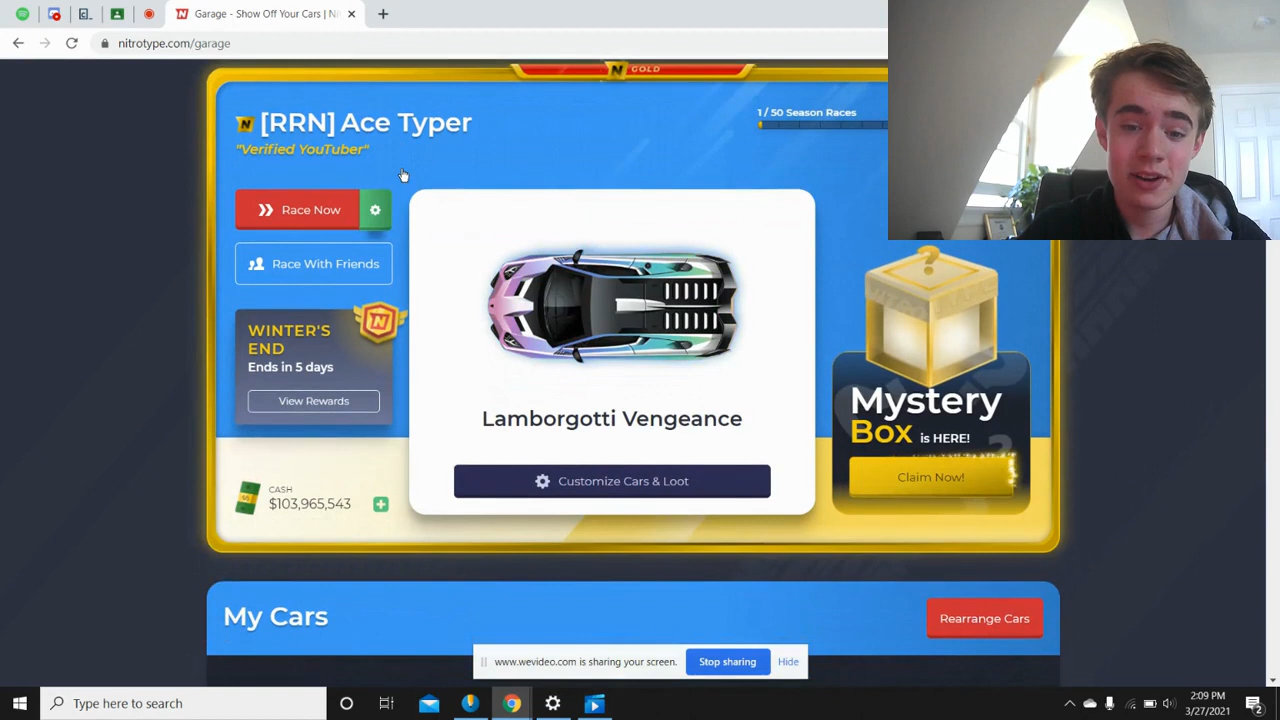 Garage - Show Off Your Cars | Ni
nitrotype.com/garage
N GOLD
N [RRN] Ace Typer
"Verified YouTuber"
1 / 50 Season Races
Race Now
Race With Friends
N
WINTER'S
END
Ends in 5 days
View Rewards
CASH
$103,965,543
Lamborgotti Vengeance
Customize Cars & Loot
?
Mystery
Box is HERE!
Claim Now!
My Cars
Rearrange Cars
www.wevideo.com is sharing your screen.
Stop sharing
Hide
Type here to search
2:09 PM
3/27/2021
2